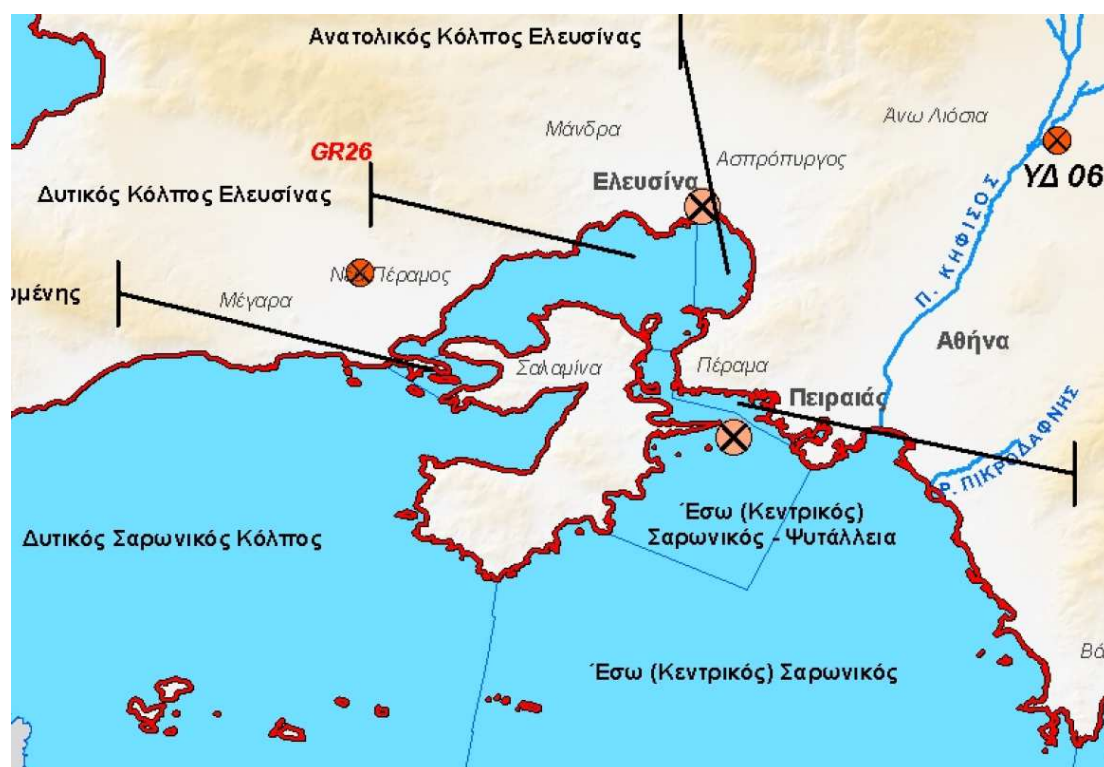 Ανατολικός Κόλπος Ελευσίνας
Άνω Λιόσια
Μάνδρα
GR26
Ασπρόπυργος
ΥΔ 06
Δυτικός Κόλπος Ελευσίνας
Ελευσίνα
Π. ΚΗΦΙΣΟΣ
Μέγαρα
Πέραμος
Αθήνα
Σαλαμίνα
Πέραμα
Πειραιάς
Ρ. ΠΙΚΡΟΔΑΦΝΗΣ
Έσω (Κεντρικός)
Σαρωνικός - Ψυτάλλεια
Δυτικός Σαρωνικός Κόλπος
Έσω (Κεντρικός) Σαρωνικός